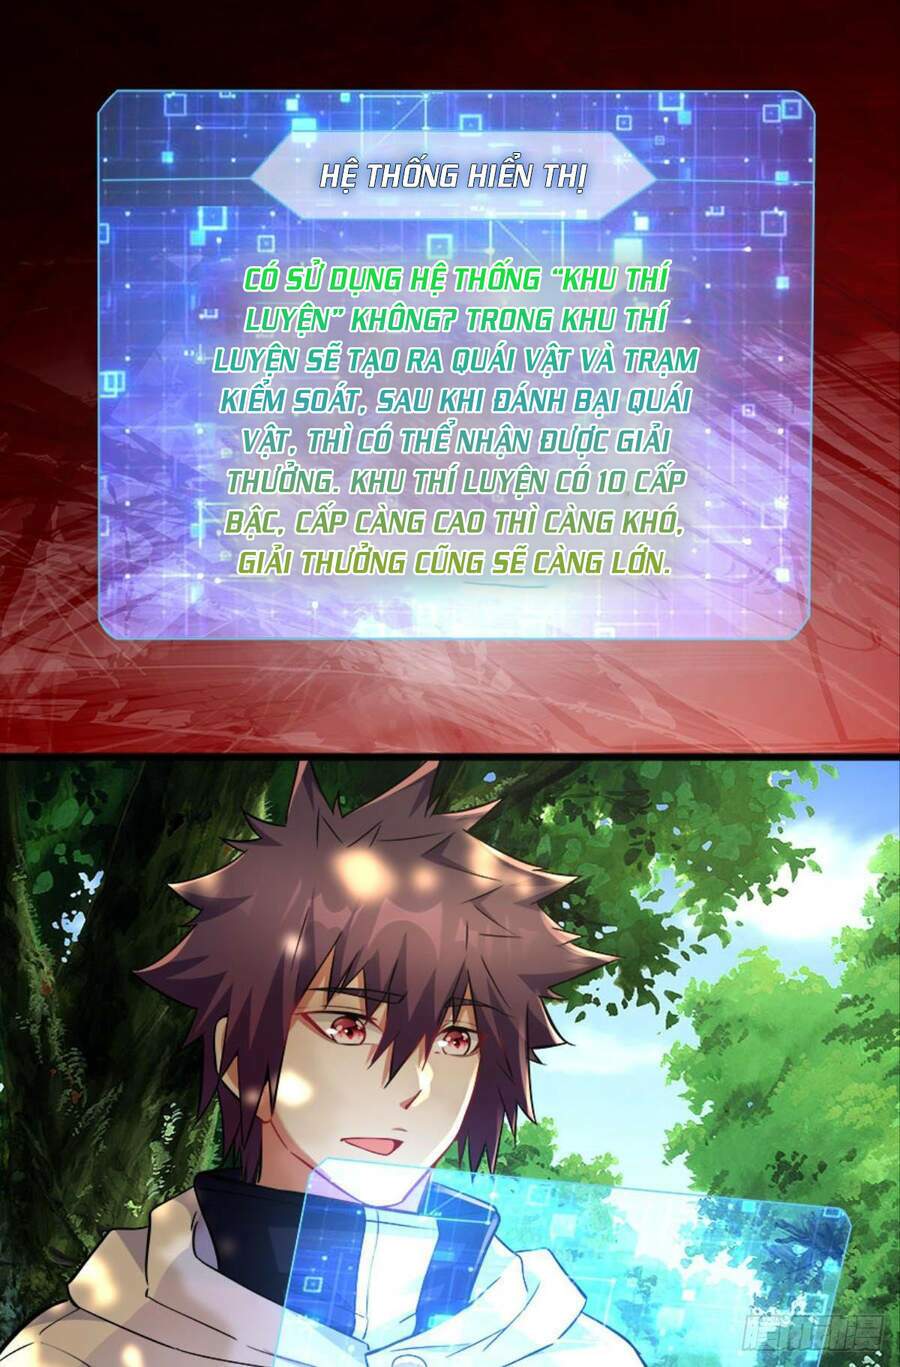 HỆ THỐNG HIỂN THỊ
CÓ SỬ DỤNG HỆ THỐNG “KHU THÍ
LUYỆN” KHÔNG? TRONG KHU THÍ
LUYỆN SẼ TẠO RA QUÁI VẬT VÀ TRẠM
KIỂM SOÁT, SAU KHI ĐÁNH BẠI QUÁI
VẬT, THÌ CÓ THỂ NHẬN ĐƯỢC GIẢI
THƯỞNG. KHU THÍ LUYỆN CÓ 10 CẤP
BẬC, CẤP CÀNG CAO THÌ CÀNG KHÓ,
GIẢI THƯỞNG CŨNG SẼ CÀNG LỚN.